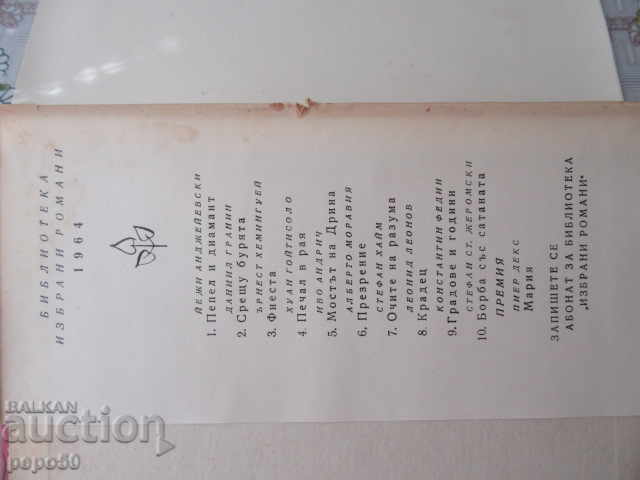 БИБЛИОТЕКА
ИЗБРАНИ РОМАНИ
1964
ЙЕЖИ АНДЖЕЙЕВСКИ
1. Пепел и диамант
ДАНИИЛ ГРАНИН
2. Срещу бурята
ЪРНЕСТ ХЕМИНГУЕЙ
3. Фиеста
ХУАН ГОЙТИСОЛО
4. Печал в рая
ИВО АНДРИЧ
5. Мостът на Дрина
АЛБЕРТО МОРАВИЯ
6, Презрение
СТЕФАН ХАЙМ
7. Очите на разума
ЛЕОНИД ЛЕОНОВ
8. Крадец
КОНСТАНТИН ФЕДИН
9. Градове и години
СТЕФАН СТ. ЖЕРОМСКИ
10. Борба със сатаната
ПРЕМИЯ
ПИЕР ДЕКС
Мария
ЗАПИШЕТЕ СЕ
АБОНАТ ЗА БИБЛИОТЕКА
„ИЗБРАНИ РОМАНИ"
BALKAN
auction
papo50